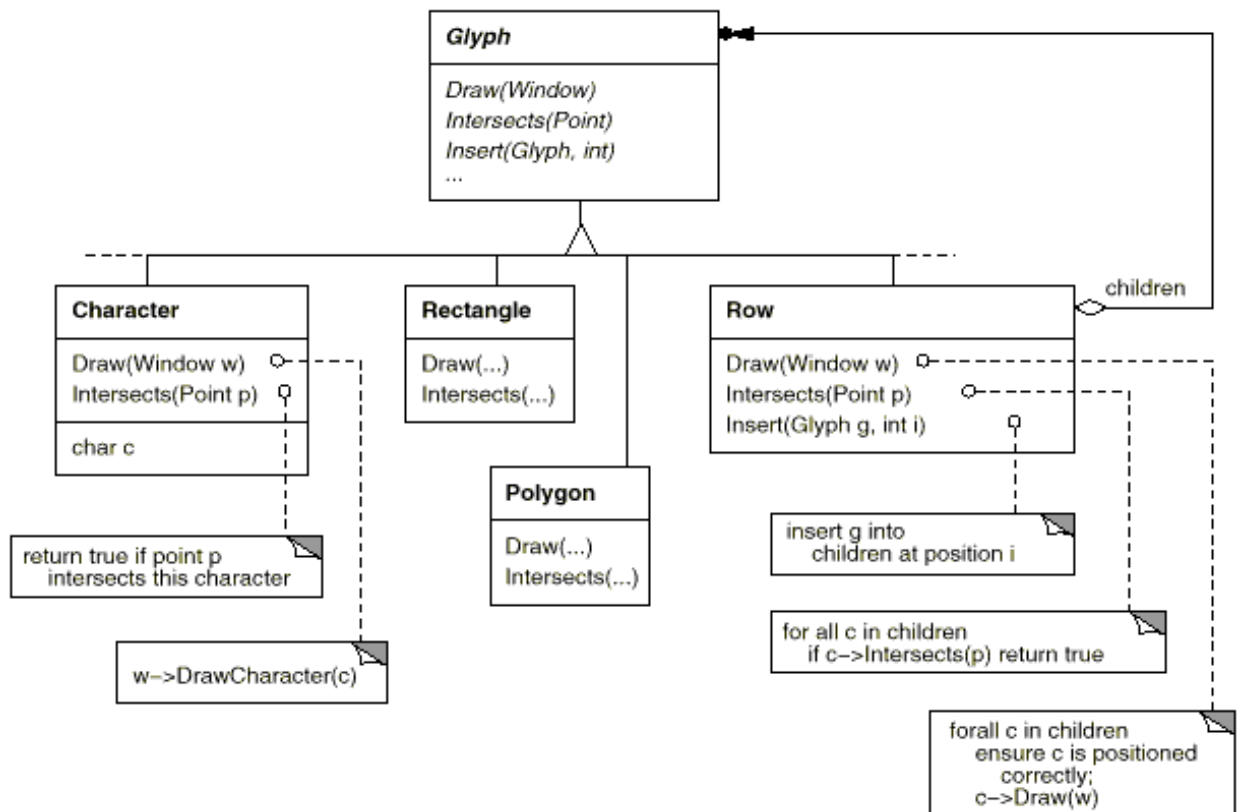 Glyph
Draw(Window)
Intersects(Point)
Insert(Glyph, int)
...
children
Character
Draw(Window w)
Intersects(Point p)
char c
Rectangle
Draw(...)
Intersects(...)
Row
Draw(Window w)
Intersects(Point p)
Insert(Glyph g, int i)
Polygon
Draw(...)
Intersects(...)
return true if point p
intersects this character
w->DrawCharacter(c)
insert g into
children at position i
for all c in children
if c->Intersects(p) return true
forall c in children
ensure c is positioned
correctly;
c->Draw(w)